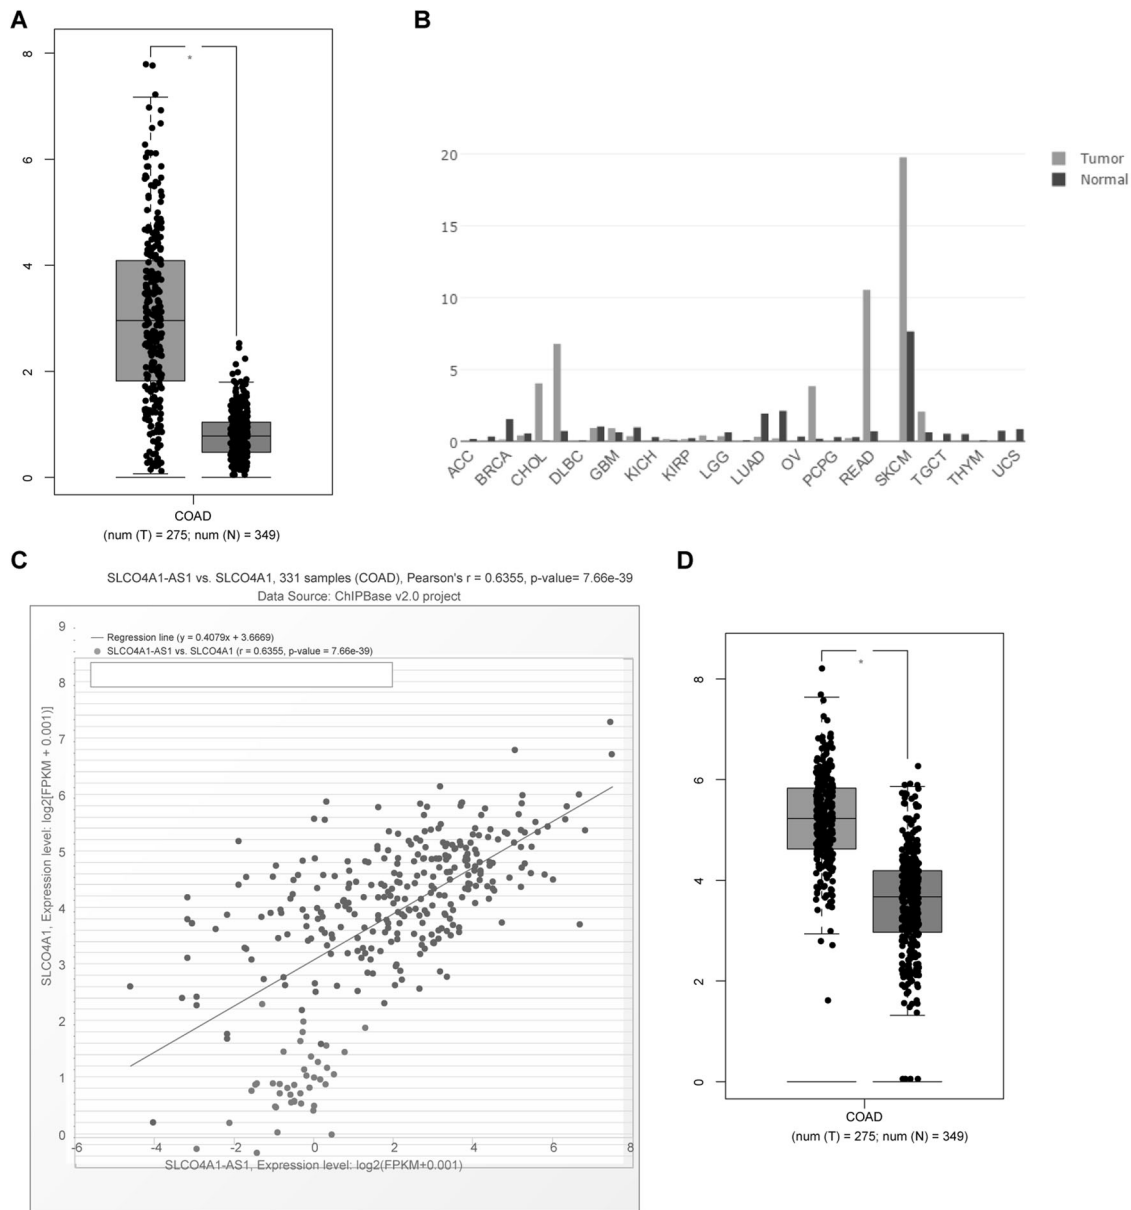 A
8
6
4
2
0
*
COAD
(num (T) = 275; num (N) = 349)
B
20
15
10
5
0
Tumor
Normal
ACC
BRCA
CHOL
DLBC
GBM
KICH
KIRP
LGG
LUAD
OV
PCPG
READ
SKCM
TGCT
THYM
UCS
C
SLCO4A1-AS1 vs. SLCO4A1, 331 samples (COAD), Pearson's r = 0.6355, p-value= 7.66e-39
Data Source: ChIPBase v2.0 project
Regression line (y = 0.4079x + 3.6669)
SLCO4A1-AS1 vs. SLCO4A1 (r = 0.6355, p-value = 7.66e-39)
SLCO4A1, Expression level: log2[FPKM + 0.001)]
9
8
7
6
5
4
3
2
1
0
-6
-4
-2
0
2
4
6
8
SLCO4A1-AS1, Expression level: log2(FPKM+0.001)
D
8
6
4
2
0
*
COAD
(num (T) = 275; num (N) = 349)